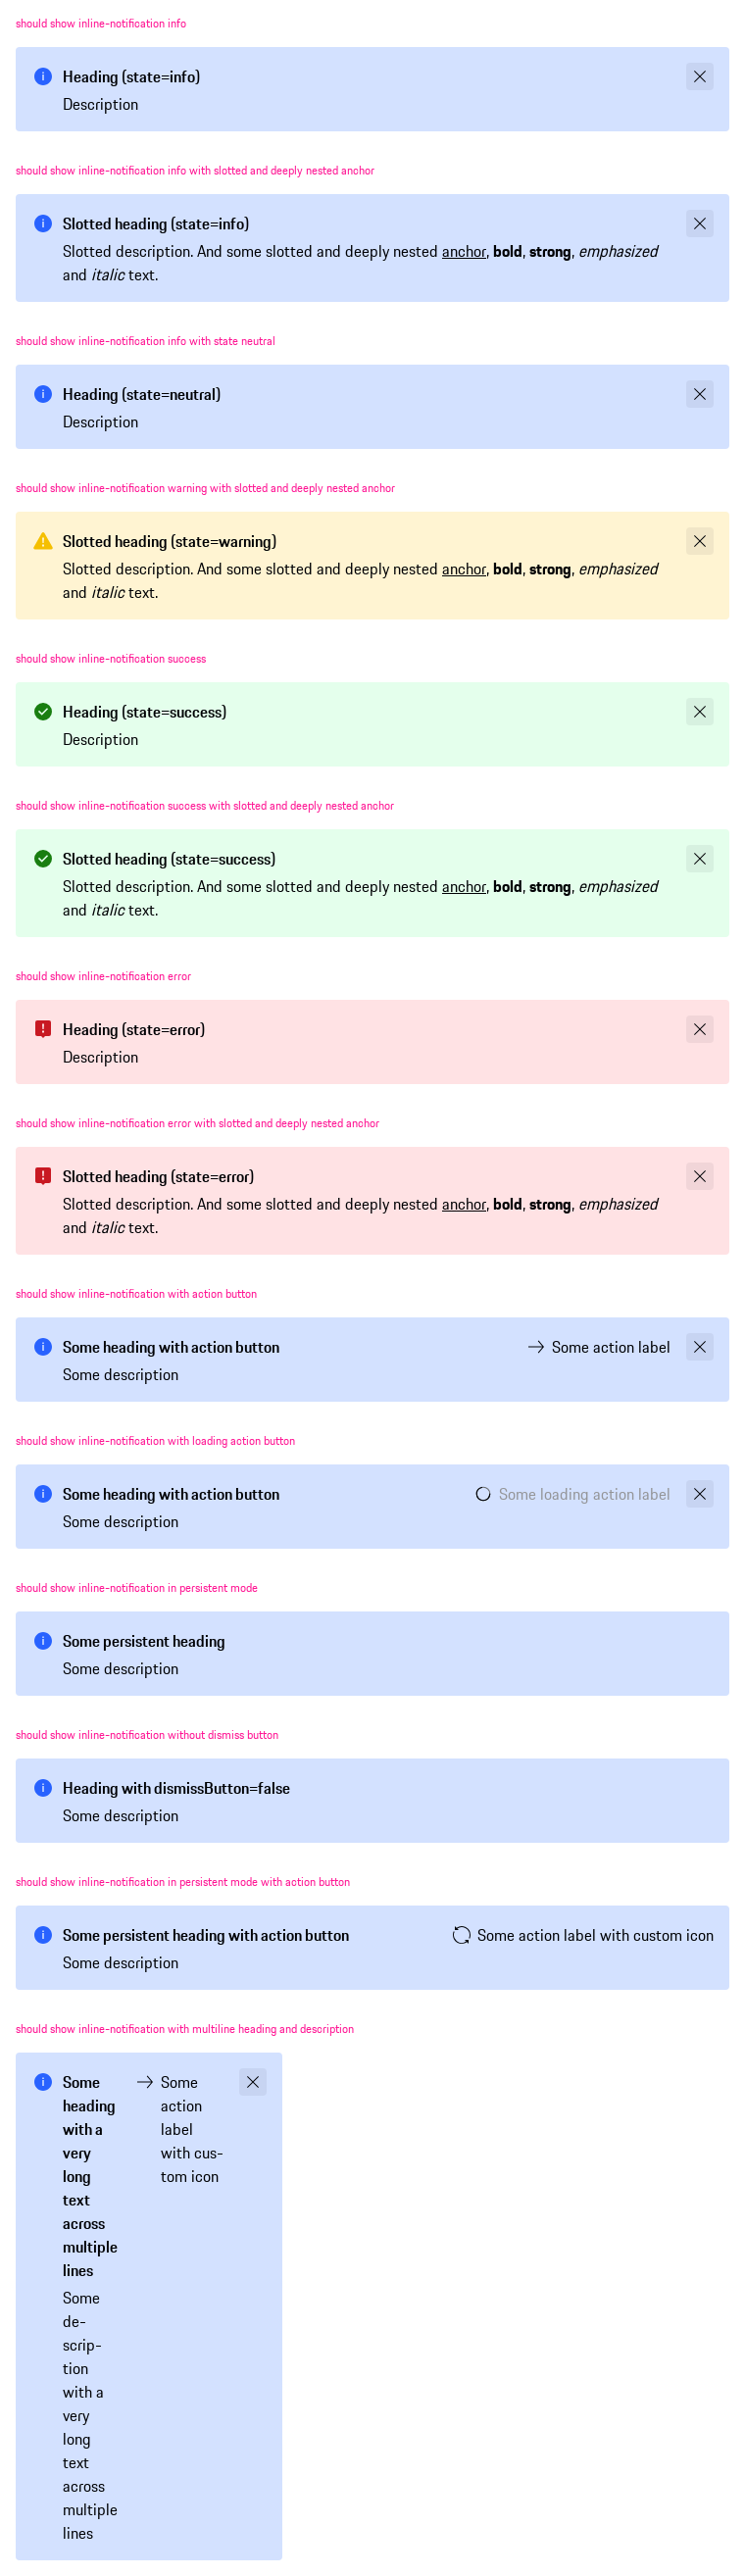 should show inline-notification info
Heading (state=info)
Description
should show inline-notification info with slotted and deeply nested anchor
Slotted heading (state=info)
Slotted description. And some slotted and deeply nested anchor, bold, strong, emphasized
and italic text.
should show inline-notification info with state neutral
Heading (state=neutral)
Description
should show inline-notification warning with slotted and deeply nested anchor
Slotted heading (state=warning)
Slotted description. And some slotted and deeply nested anchor, bold, strong, emphasized
and italic text.
should show inline-notification success
Heading (state=success)
Description
should show inline-notification success with slotted and deeply nested anchor
Slotted heading (state=success)
Slotted description. And some slotted and deeply nested anchor, bold, strong, emphasized
and italic text.
should show inline-notification error
Heading (state=error)
Description
should show inline-notification error with slotted and deeply nested anchor
Slotted heading (state=error)
Slotted description. And some slotted and deeply nested anchor, bold, strong, emphasized
and italic text.
should show inline-notification with action button
Some heading with action button
Some action label
Some description
should show inline-notification with loading action button
Some heading with action button
Some loading action label
Some description
should show inline-notification in persistent mode
Some persistent heading
Some description
should show inline-notification without dismiss button
Heading with dismissButton=false
Some description
should show inline-notification in persistent mode with action button
Some persistent heading with action button
Some action label with custom icon
Some description
should show inline-notification with multiline heading and description
Some
heading
with a
very
long
text
across
multiple
lines
Some
de-
scrip-
tion
with a
very
long
text
across
multiple
lines
Some
action
label
with cus-
tom icon